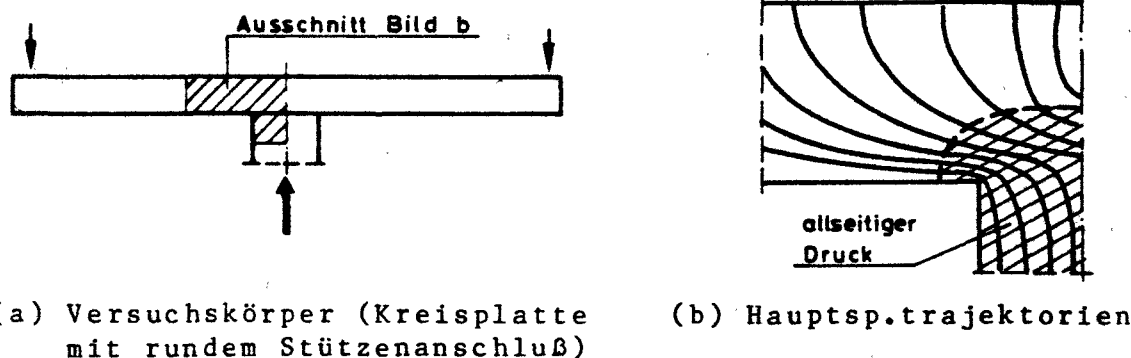 Ausschnitt Bild b
allseitiger
Druck
a) Versuchskörper (Kreisplatte
mit rundem Stützenanschluß)
(b) Hauptsp.trajektorien